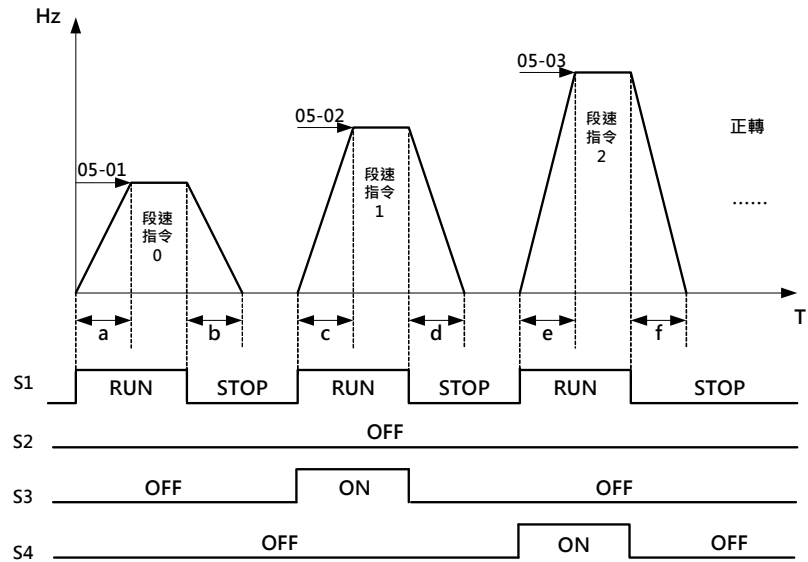 Hz
05-03
05-02
05-01
段速
指令
0
段速
指令
1
段速
指令
2
正轉
......
T
a
b
c
d
e
f
S1
RUN
STOP
RUN
STOP
RUN
STOP
S2
OFF
S3
OFF
ON
OFF
S4
OFF
ON
OFF